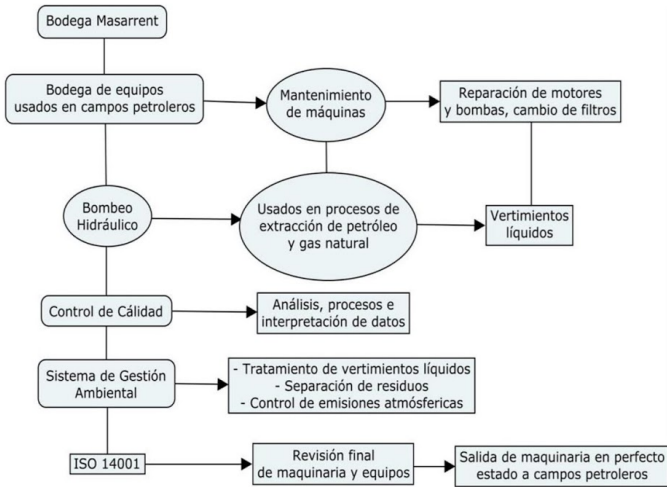 Bodega Masarrent
Bodega de equipos
usados en campos petroleros
Mantenimiento
de máquinas
Reparación de motores
y bombas, cambio de filtros
Bombeo
Hidráulico
Usados en procesos de
extracción de petróleo
y gas natural
Vertimientos
líquidos
Control de Cálidad
Análisis, procesos e
interpretación de datos
Sistema de Gestión
Ambiental
- Tratamiento de vertimientos líquidos
- Separación de residuos
- Control de emisiones atmósfericas
ISO 14001
Revisión final
de maquinaria y equipos
Salida de maquinaria en perfecto
estado a campos petroleros